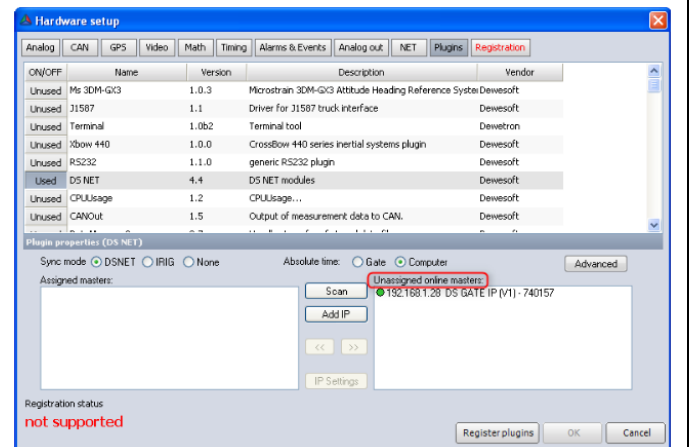 Hardware setup
Analog CAN GPS Video Math Timing Alarms & Events Analog out NET Plugins Registration
ON/OFF Name Version Description Vendor
Unused Ms 3DM-GX3 1.0.3 Microstrain 3DM-GX3 Attitude Heading Reference Syste Dewesoft
Unused J1587 1.1 Driver for J1587 truck interface Dewesoft
Unused Terminal 1.0b2 Terminal tool Dewetron
Unused Xbow 440 1.0.0 CrossBow 440 series inertial systems plugin Dewesoft
Unused RS232 1.1.0 generic RS232 plugin Dewesoft
Used DS NET 4.4 DS NET modules Dewesoft
Unused CPUUsage 1.2 CPUUsage... Dewesoft
Unused CANOut 1.5 Output of measurement data to CAN. Dewesoft
Plugin properties (DS NET)
Sync mode DSNET IRIG None Absolute time: Gate Computer Advanced
Assigned masters: Unassigned online masters:
Scan 192.168.1.28 DS GATE IP (V1) - 740157
Add IP
<< >>
IP Settings
Registration status
not supported
Register plugins OK Cancel